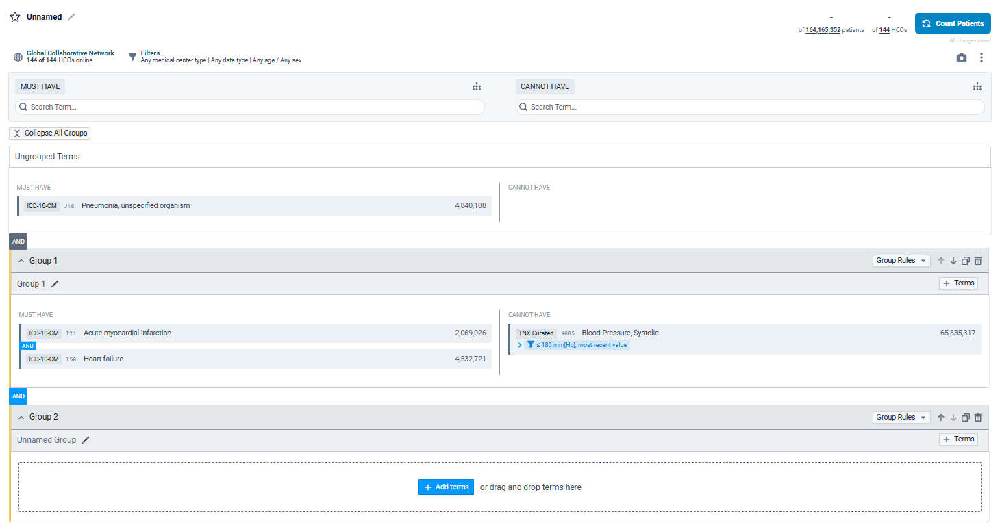 Unnamed
- -
of 164,165,352 patients of 144 HCOs
Count Patients
All changes saved
Global Collaborative Network
144 of 144 HCOs online
Filters
Any medical center type | Any data type | Any age / Any sex
MUST HAVE
Search Term...
CANNOT HAVE
Search Term...
Collapse All Groups
Ungrouped Terms
MUST HAVE
ICD-10-CM J18 Pneumonia, unspecified organism 4,840,188
CANNOT HAVE
AND
Group 1 Group Rules
Group 1 Terms
MUST HAVE
ICD-10-CM I21 Acute myocardial infarction 2,069,026
AND
ICD-10-CM I50 Heart failure 4,532,721
CANNOT HAVE
TNX Curated 9085 Blood Pressure, Systolic 65,835,317
≤ 180 mm[Hg], most recent value
AND
Group 2 Group Rules
Unnamed Group Terms
Add terms or drag and drop terms here